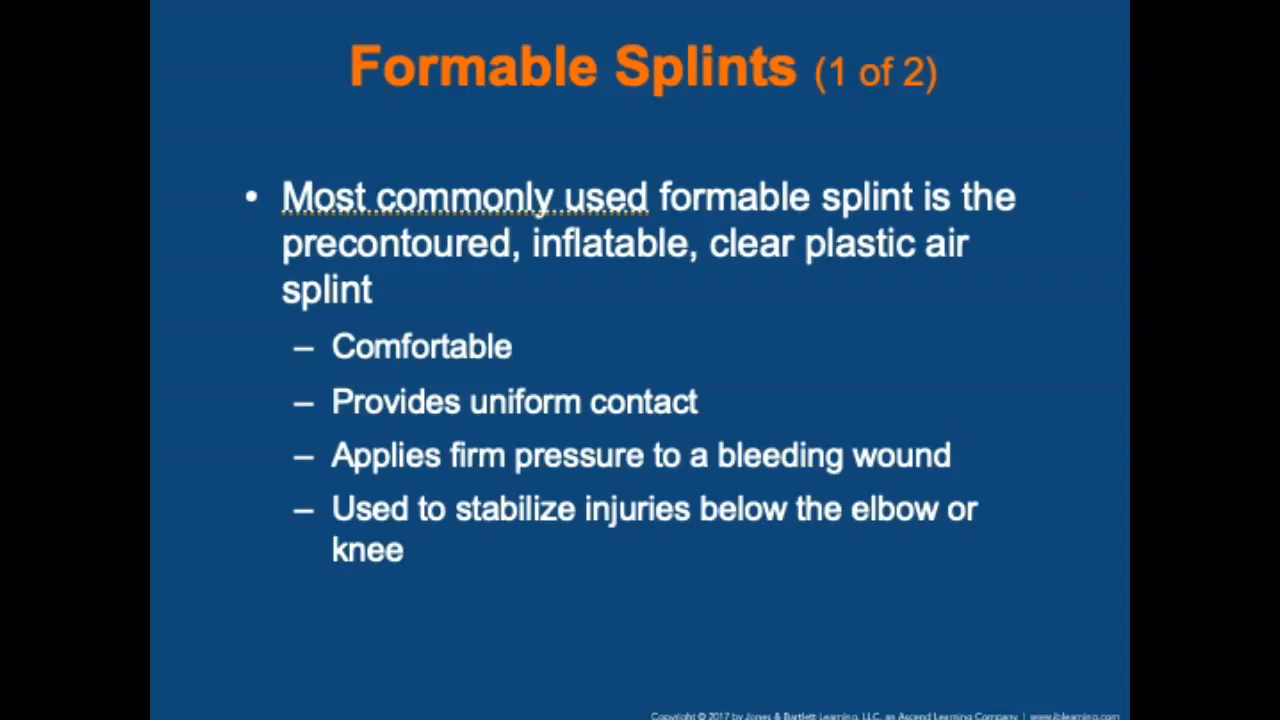 Formable Splints (1 of 2)
• Most commonly used formable splint is the
precontoured, inflatable, clear plastic air
splint
– Comfortable
– Provides uniform contact
– Applies firm pressure to a bleeding wound
– Used to stabilize injuries below the elbow or
knee
Copyright © 2017 by Jones & Bartlett Learning, LLC, an Ascend Learning Company | www.jblearning.com